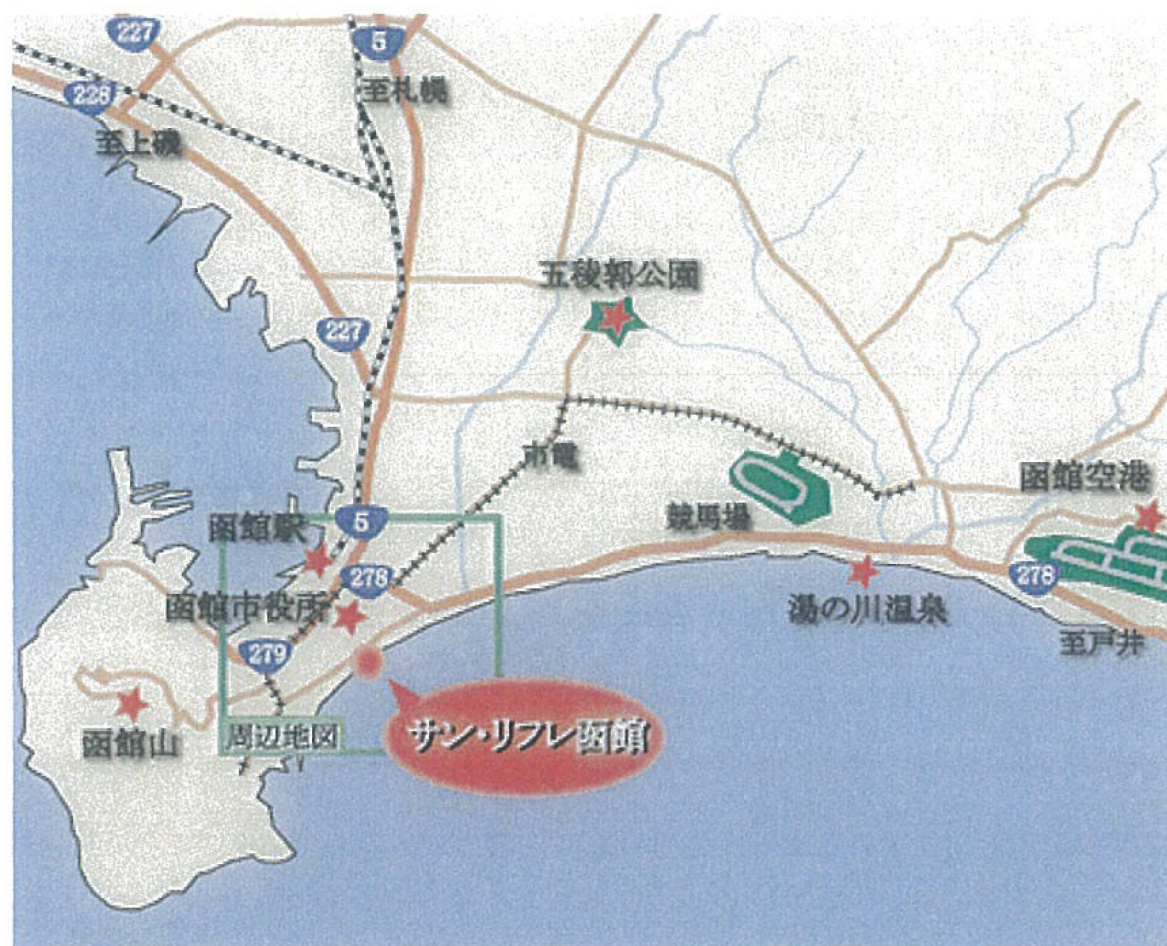 227
5
228
至札幌
至上磯
五稜郭公園
227
市電
函館空港
競馬場
函館駅
5
278
278
函館市役所
湯の川温泉
至戸井
279
函館山
周辺地図
サン・リフレ函館